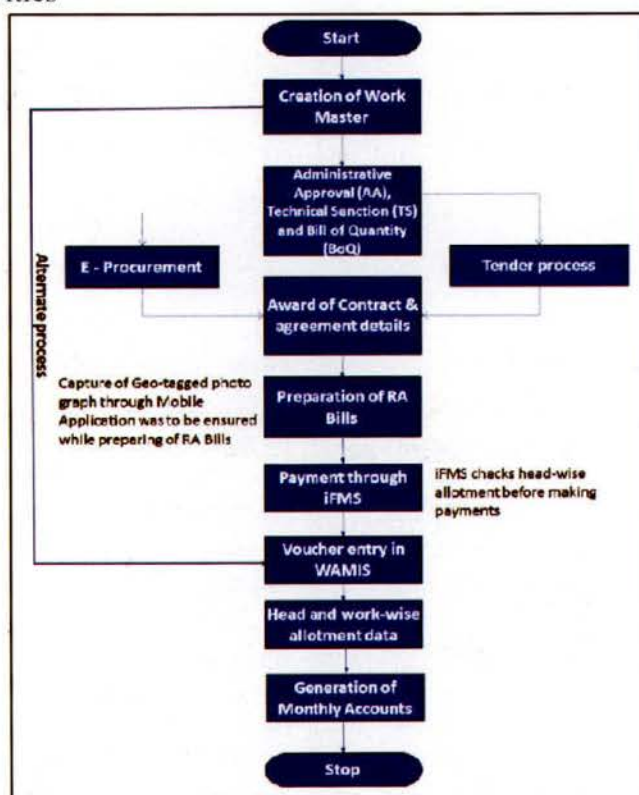 Start
Creation of Work
Master
Administrative
Approval (AA),
Technical Sanction (TS)
and Bill of Quantity
(BoQ)
E - Procurement
Tender process
Alternate process
Award of Contract &
agreement details
Capture of Geo-tagged photo
graph through Mobile
Application was to be ensured
while preparing of RA Bills
Preparation of RA
Bills
Payment through
iFMS
iFMS checks head-wise
allotment before making
payments
Voucher entry in
WAMIS
Head and work-wise
allotment data
Generation of
Monthly Accounts
Stop